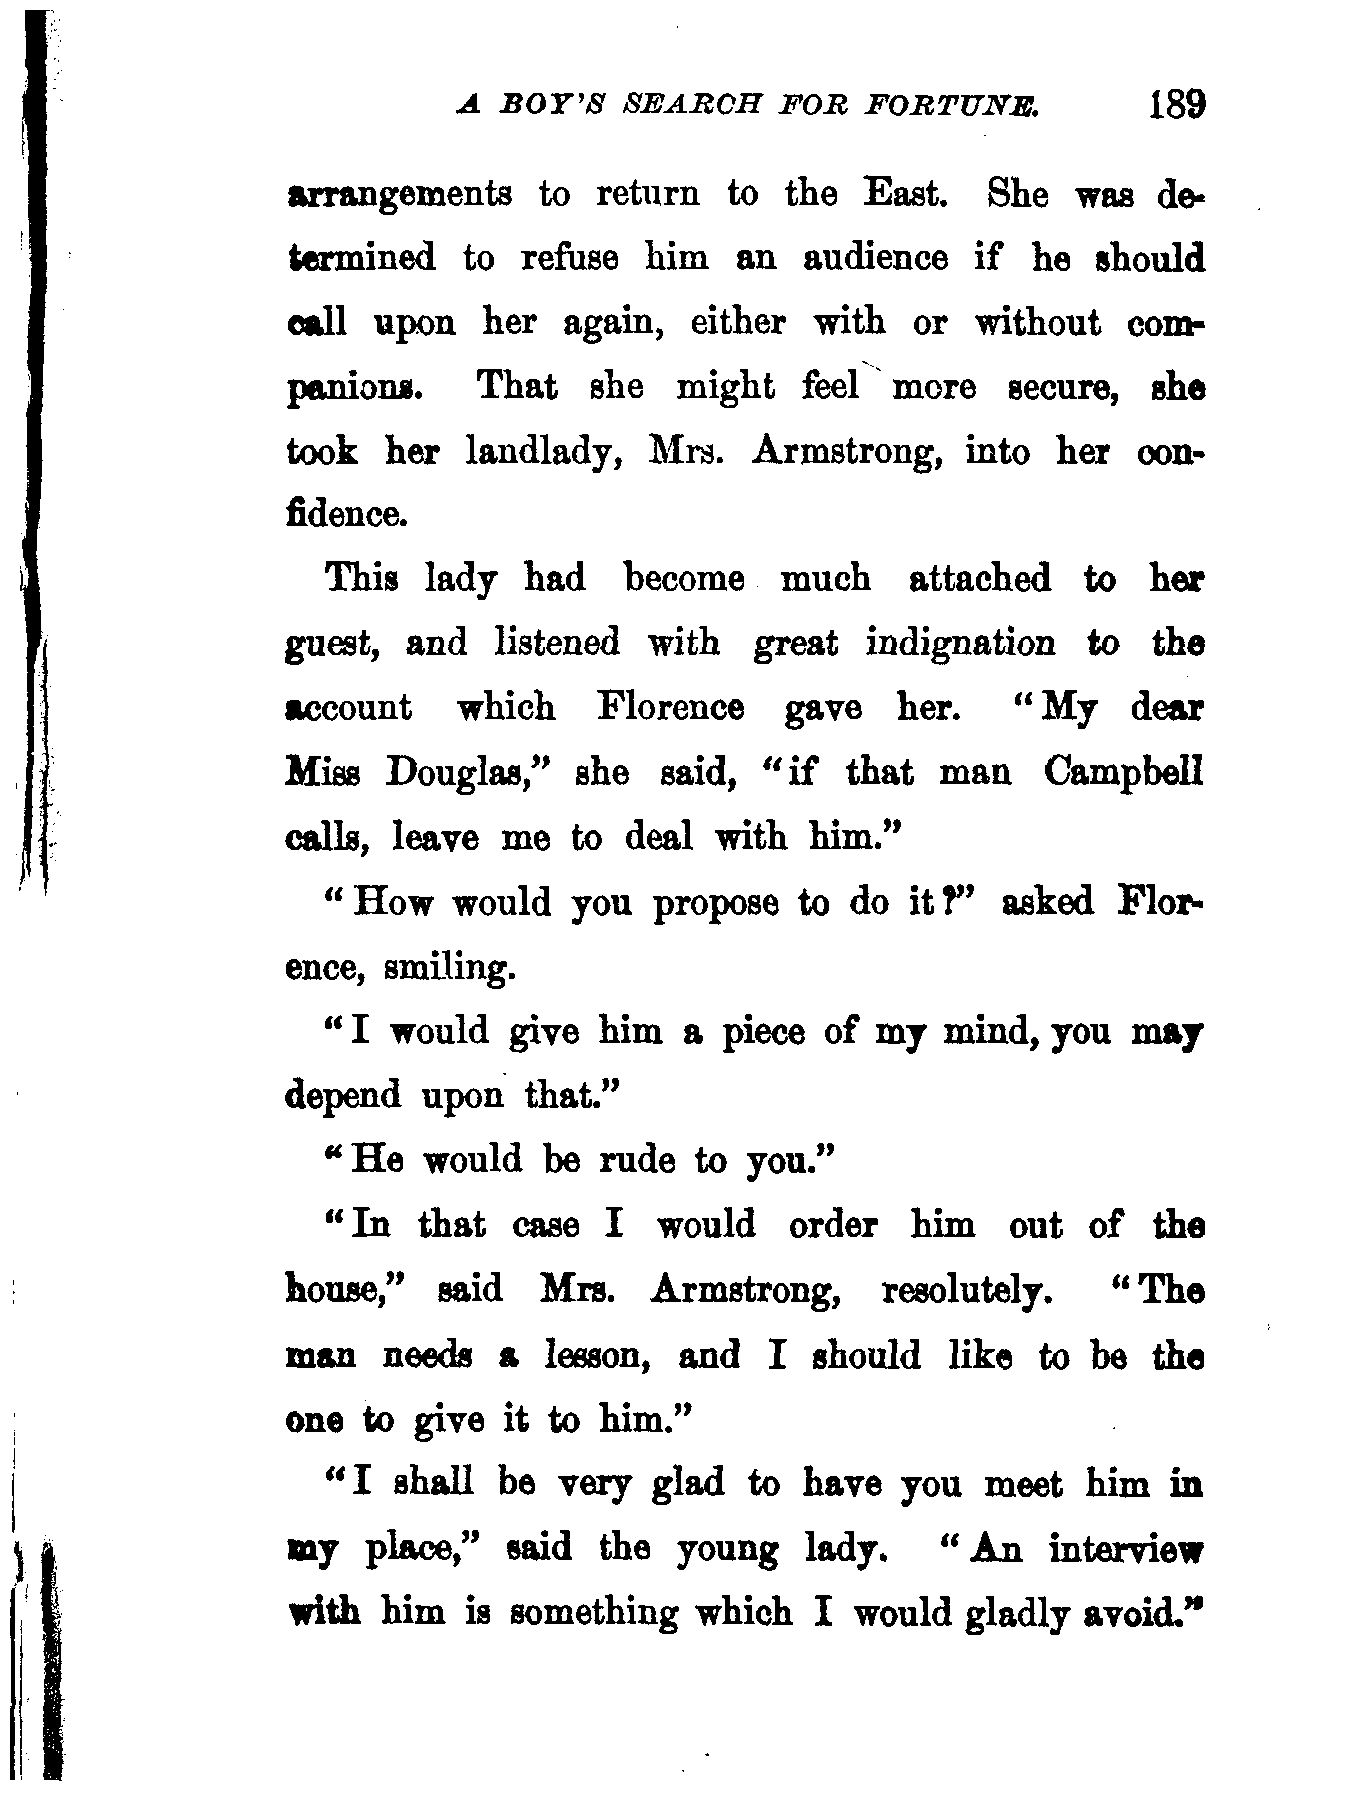 A BOY'S SEARCH FOR FORTUNE. 189
arrangements to return to the East. She was de-
termined to refuse him an audience if he should
call upon her again, either with or without com-
panions. That she might feel more secure, she
took her landlady, Mrs. Armstrong, into her con-
fidence.
This lady had become much attached to her
guest, and listened with great indignation to the
account which Florence gave her. "My dear
Miss Douglas," she said, "if that man Campbell
calls, leave me to deal with him."
"How would you propose to do it?" asked Flor-
ence, smiling.
"I would give him a piece of my mind, you may
depend upon that."
"He would be rude to you."
"In that case I would order him out of the
house," said Mrs. Armstrong, resolutely. "The
man needs a lesson, and I should like to be the
one to give it to him."
"I shall be very glad to have you meet him in
my place," said the young lady. "An interview
with him is something which I would gladly avoid."